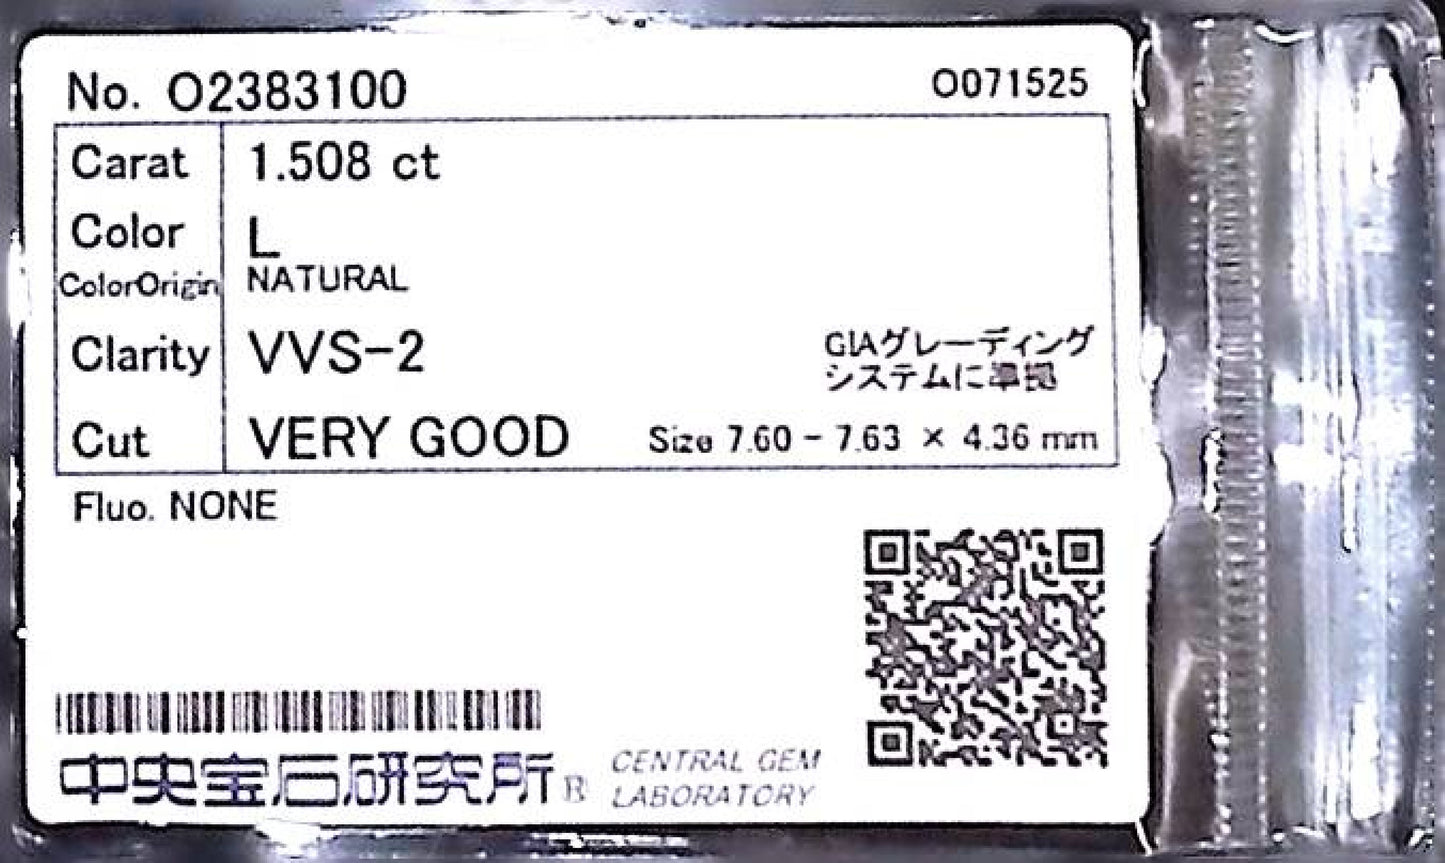 No. O2383100
O071525
Carat 1.508 ct
Color L
ColorOrigin NATURAL
Clarity VVS-2
GIAグレーディング
システムに準拠
Cut VERY GOOD Size 7.60 - 7.63 × 4.36 mm
Fluo. NONE
中央宝石研究所® CENTRAL GEM
LABORATORY